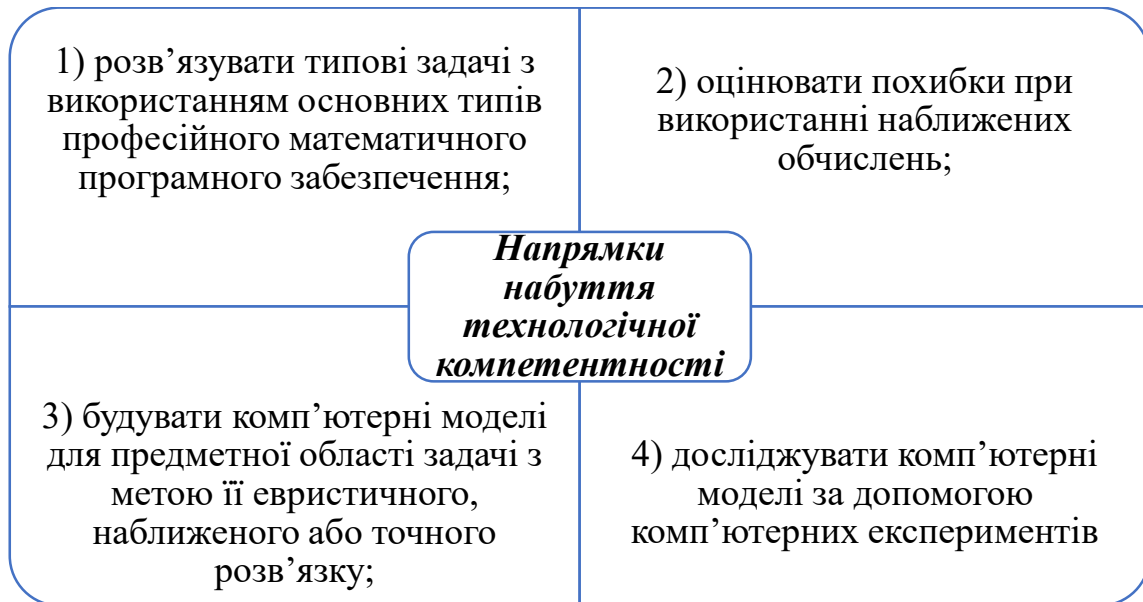 1) розв’язувати типові задачі з
використанням основних типів
професійного математичного
програмного забезпечення;
2) оцінювати похибки при
використанні наближених
обчислень;
Напрямки
набуття
технологічної
компетентності
3) будувати комп’ютерні моделі
для предметної області задачі з
метою її евристичного,
наближеного або точного
розв’язку;
4) досліджувати комп’ютерні
моделі за допомогою
комп’ютерних експериментів